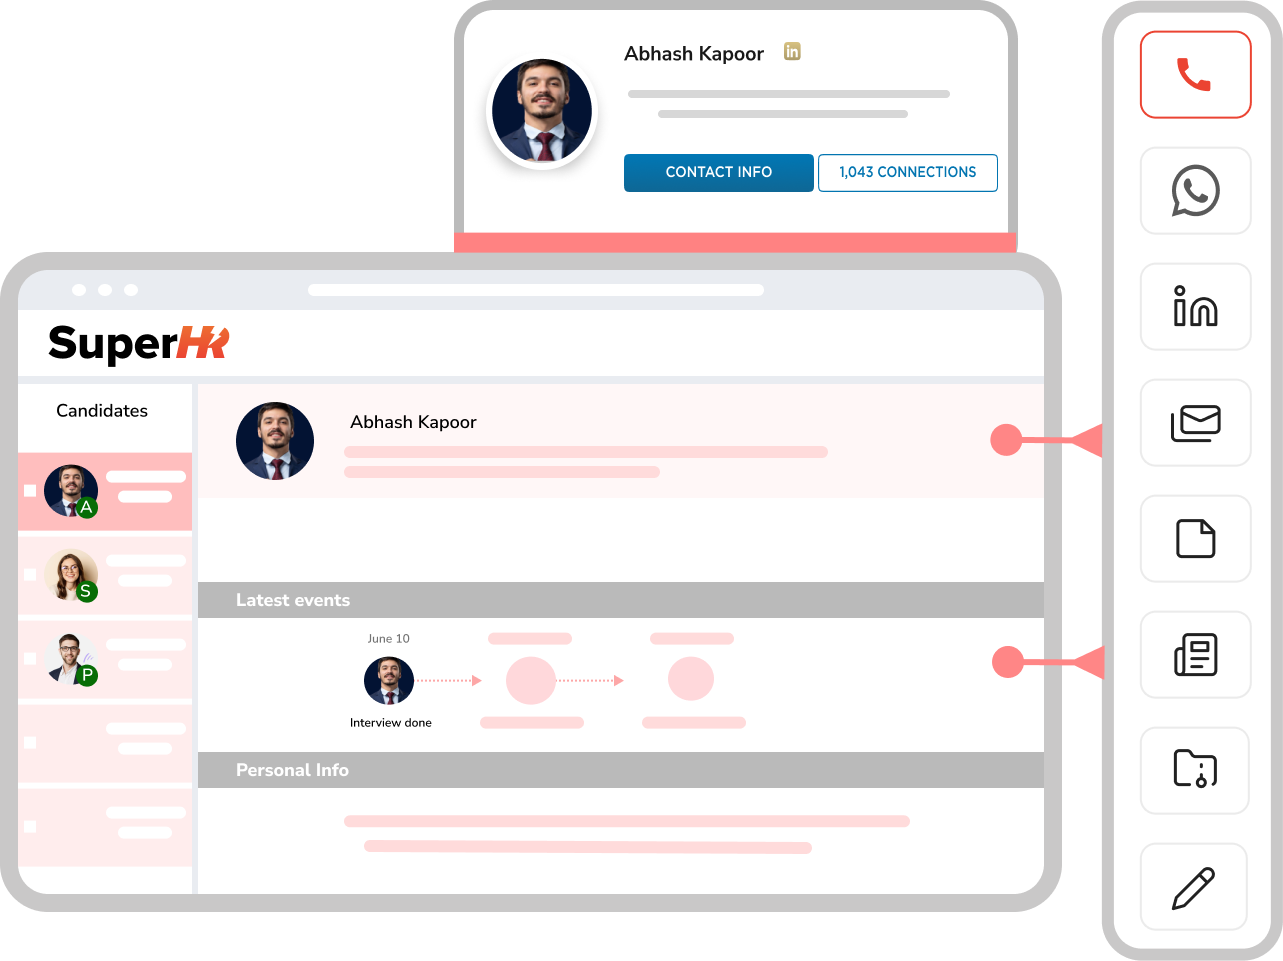 Abhash Kapoor in
CONTACT INFO
1,043 CONNECTIONS
SuperHR
Candidates
A
S
P
Abhash Kapoor
Latest events
June 10
Interview done
Personal Info
in